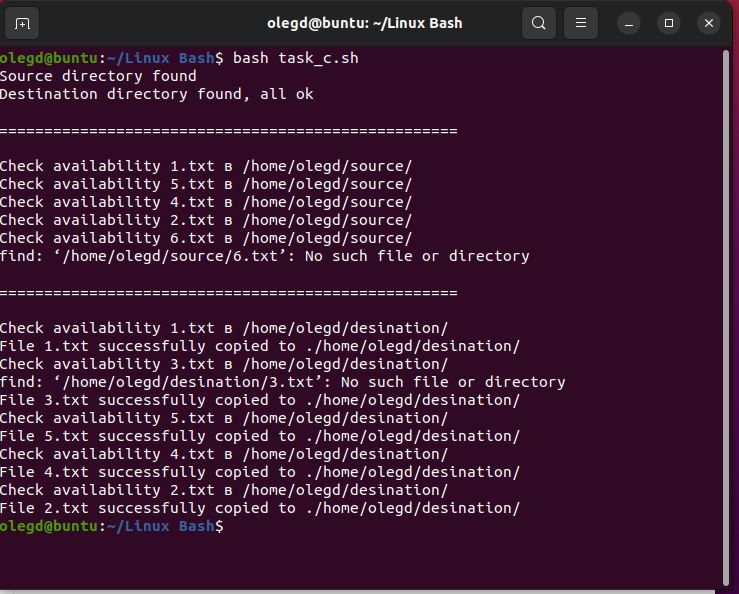 olegd@buntu: ~/Linux Bash
olegd@buntu:~/Linux Bash$ bash task_c.sh
Source directory found
Destination directory found, all ok
===================================================
Check availability 1.txt в /home/olegd/source/
Check availability 5.txt в /home/olegd/source/
Check availability 4.txt в /home/olegd/source/
Check availability 2.txt в /home/olegd/source/
Check availability 6.txt в /home/olegd/source/
find: ‘/home/olegd/source/6.txt’: No such file or directory
===================================================
Check availability 1.txt в /home/olegd/desination/
File 1.txt successfully copied to ./home/olegd/desination/
Check availability 3.txt в /home/olegd/desination/
find: ‘/home/olegd/desination/3.txt’: No such file or directory
File 3.txt successfully copied to ./home/olegd/desination/
Check availability 5.txt в /home/olegd/desination/
File 5.txt successfully copied to ./home/olegd/desination/
Check availability 4.txt в /home/olegd/desination/
File 4.txt successfully copied to ./home/olegd/desination/
Check availability 2.txt в /home/olegd/desination/
File 2.txt successfully copied to ./home/olegd/desination/
olegd@buntu:~/Linux Bash$